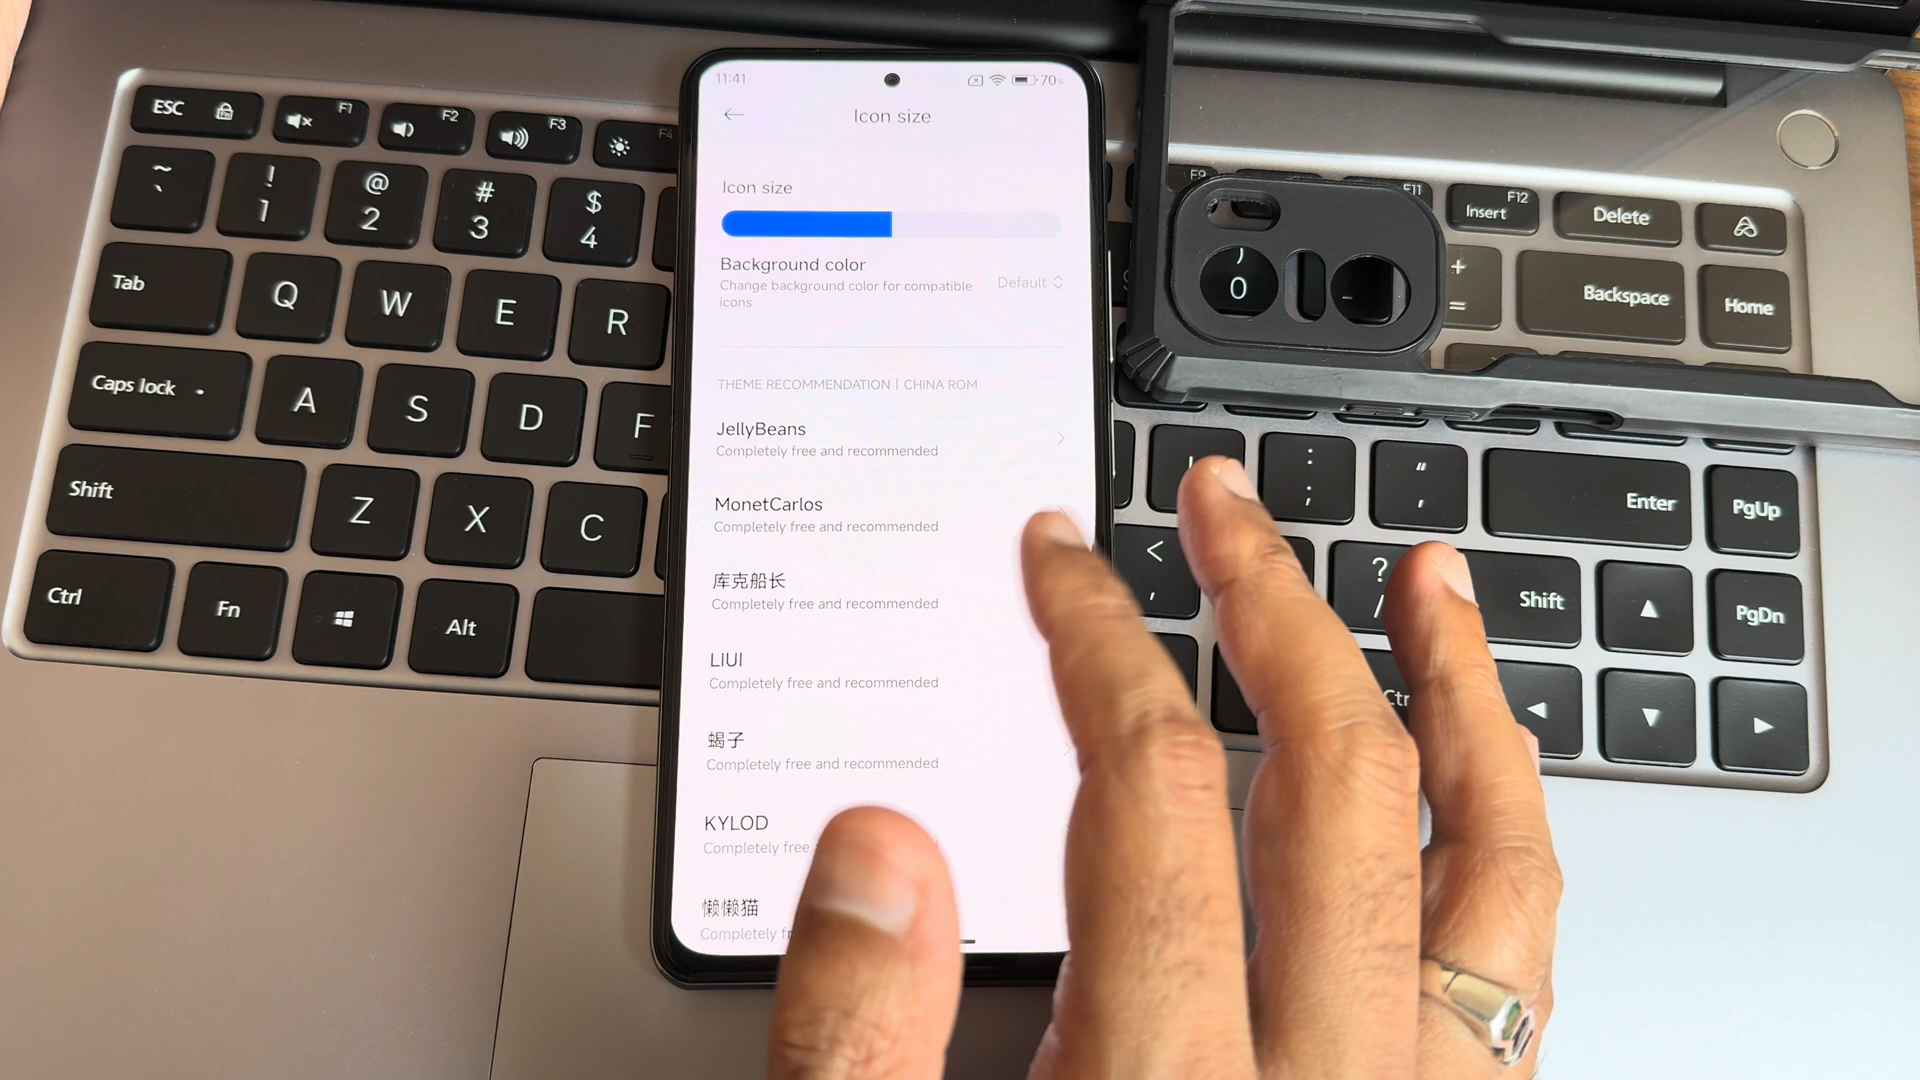 11:41
70%
Icon size
Icon size
Background color
Change background color for compatible
icons
Default
THEME RECOMMENDATION | CHINA ROM
JellyBeans
Completely free and recommended
MonetCarlos
Completely free and recommended
库克船长
Completely free and recommended
LIUI
Completely free and recommended
蝎子
Completely free and recommended
KYLOD
Completely free
懒懒猫
Completely
ESC
F1
F2
F3
F4
~ ! @ # $
` 1 2 3 4
Tab Q W E R
Caps lock A S D F
Shift Z X C
Ctrl Fn Alt
F9 F11 F12
Insert Delete
) + 
0 - =
Backspace Home
: "
; '
Enter PgUp
< ?
, /
Shift PgDn
Ctr